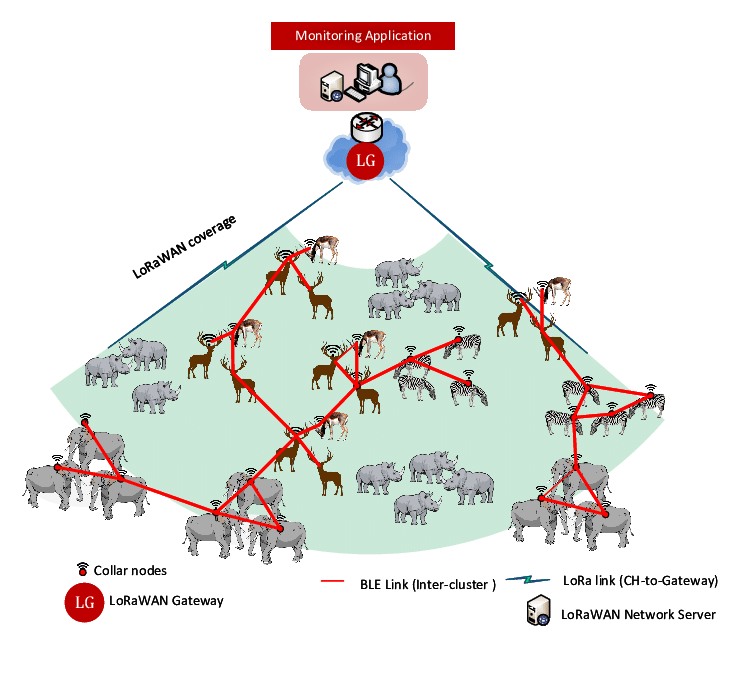 Monitoring Application
LG
LoRaWAN coverage
Collar nodes
LG LoRaWAN Gateway
BLE Link (Inter-cluster )
LoRa link (CH-to-Gateway)
LoRaWAN Network Server